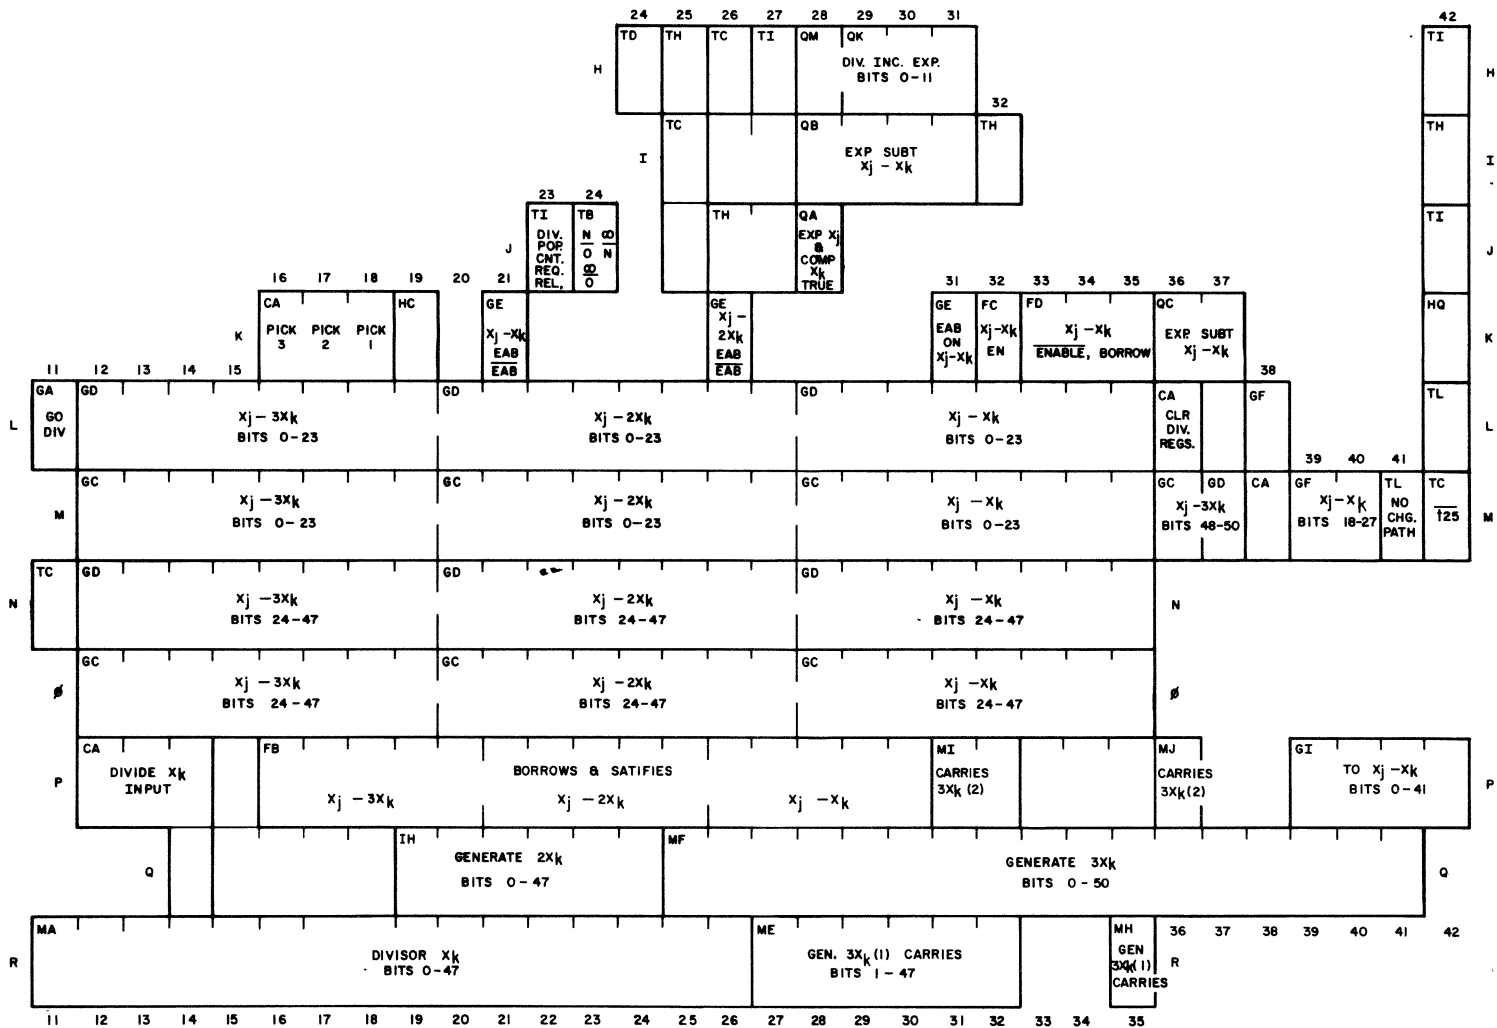 24 25 26 27 28 29 30 31 42
TD TH TC TI QM QK TI
H DIV. INC. EXP. H
BITS 0-11
32
TC QB TH TH
I EXP SUBT I
Xj - Xk
23 24
TI TB TH QA TI
J DIV. POP. CNT. REQ. REL, J
N/0 ∞/N ∞/0
EXP Xj & COMP Xk TRUE
16 17 18 19 20 21 31 32 33 34 35 36 37
CA HC GE GE GE FC FD QC HQ
K PICK 3 PICK 2 PICK 1 K
Xj - Xk EAB EAB
Xj - 2Xk EAB EAB
EAB ON Xj-Xk
Xj-Xk EN
Xj - Xk
ENABLE, BORROW
EXP. SUBT
Xj - Xk
11 12 13 14 15 38
GA GD GD GD CA GF TL
L GO DIV L
Xj - 3Xk Xj - 2Xk Xj - Xk
BITS 0-23 BITS 0-23 BITS 0-23
CLR DIV. REGS.
39 40 41
GC GC GC GC GD CA GF TL TC
M Xj - 3Xk Xj - 2Xk Xj - Xk M
BITS 0-23 BITS 0-23 BITS 0-23
Xj - 3Xk
BITS 48-50
Xj - Xk
BITS 18-27
NO CHG. PATH
t25
TC GD GD GD
N Xj - 3Xk Xj - 2Xk Xj - Xk N
BITS 24-47 BITS 24-47 BITS 24-47
GC GC GC
Ø Xj - 3Xk Xj - 2Xk Xj - Xk Ø
BITS 24-47 BITS 24-47 BITS 24-47
CA FB MI MJ GI
P DIVIDE Xk INPUT P
BORROWS & SATIFIES
Xj - 3Xk Xj - 2Xk Xj - Xk
CARRIES 3Xk(2)
CARRIES 3Xk(2)
TO Xj - Xk
BITS 0-41
IH MF
Q GENERATE 2Xk GENERATE 3Xk Q
BITS 0-47 BITS 0-50
MA ME MH 36 37 38 39 40 41 42
R DIVISOR Xk GEN. 3Xk(1) CARRIES GEN 3Xk(1) CARRIES R
BITS 0-47 BITS 1-47
11 12 13 14 15 16 17 18 19 20 21 22 23 24 25 26 27 28 29 30 31 32 33 34 35